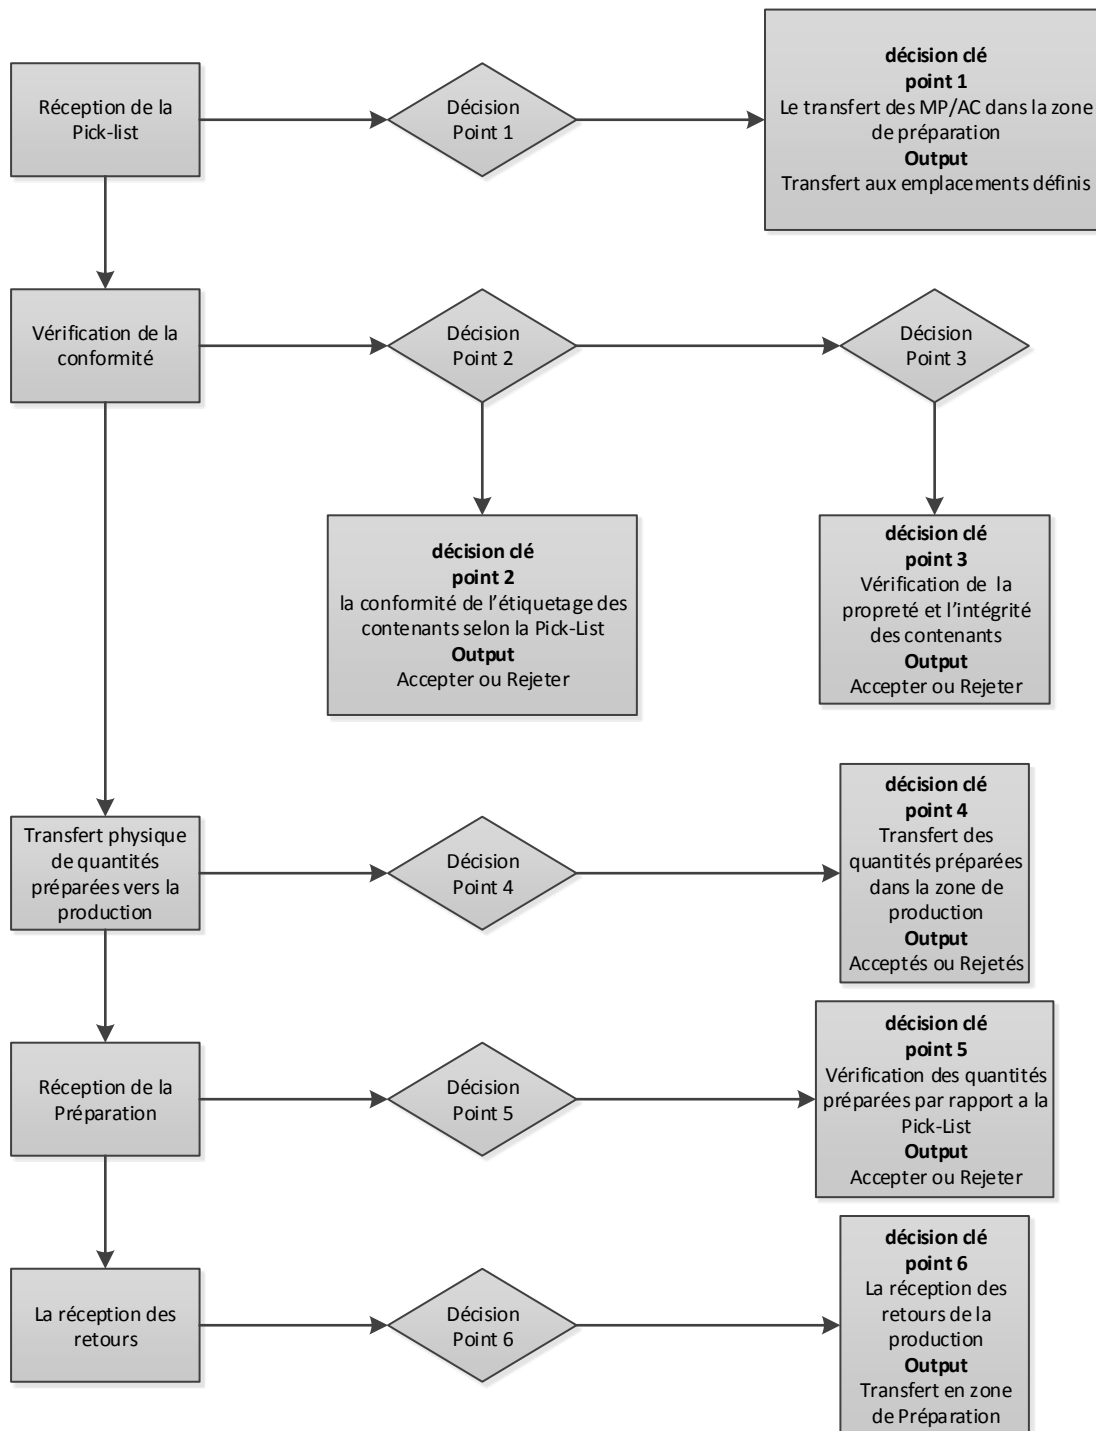 Réception de la
Pick-list
Décision
Point 1
décision clé
point 1
Le transfert des MP/AC dans la zone
de préparation
Output
Transfert aux emplacements définis
Vérification de la
conformité
Décision
Point 2
Décision
Point 3
décision clé
point 2
la conformité de l'étiquetage des
contenants selon la Pick-List
Output
Accepter ou Rejeter
décision clé
point 3
Vérification de la
propreté et l'intégrité
des contenants
Output
Accepter ou Rejeter
Transfert physique
de quantités
préparées vers la
production
Décision
Point 4
décision clé
point 4
Transfert des
quantités préparées
dans la zone de
production
Output
Acceptés ou Rejetés
Réception de la
Préparation
Décision
Point 5
décision clé
point 5
Vérification des quantités
préparées par rapport a la
Pick-List
Output
Accepter ou Rejeter
La réception des
retours
Décision
Point 6
décision clé
point 6
La réception des
retours de la
production
Output
Transfert en zone
de Préparation